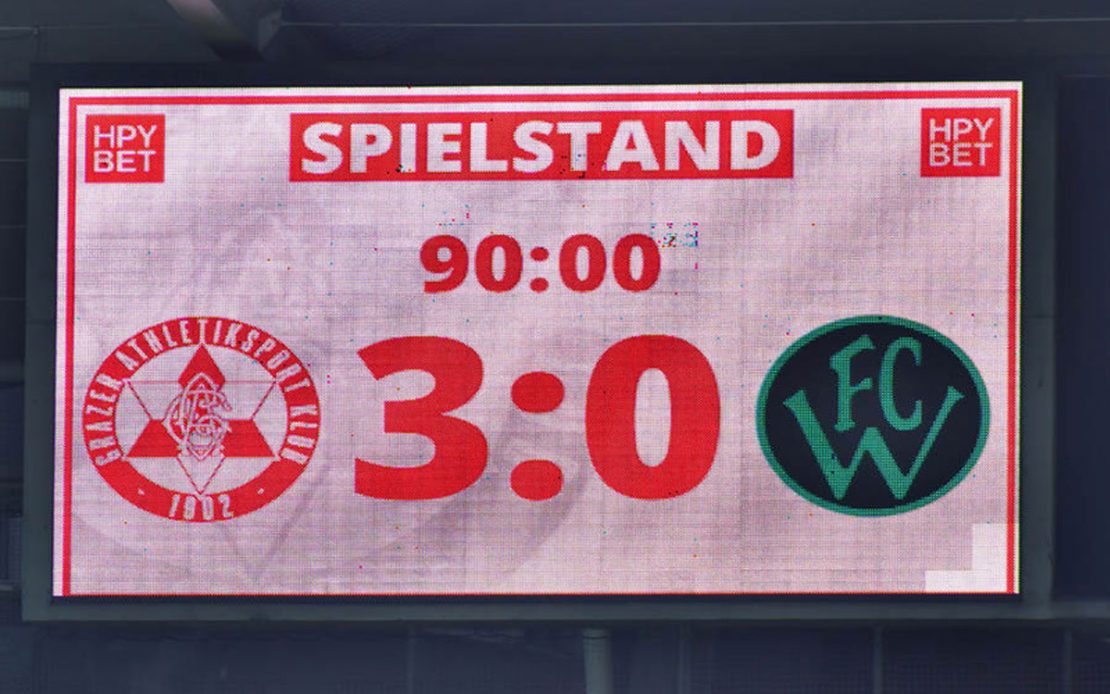 HPY
BET
SPIELSTAND
HPY
BET
90:00
GRAZER ATHLETIKSPORT KLUB
- 1902 -
3:0
FC
W